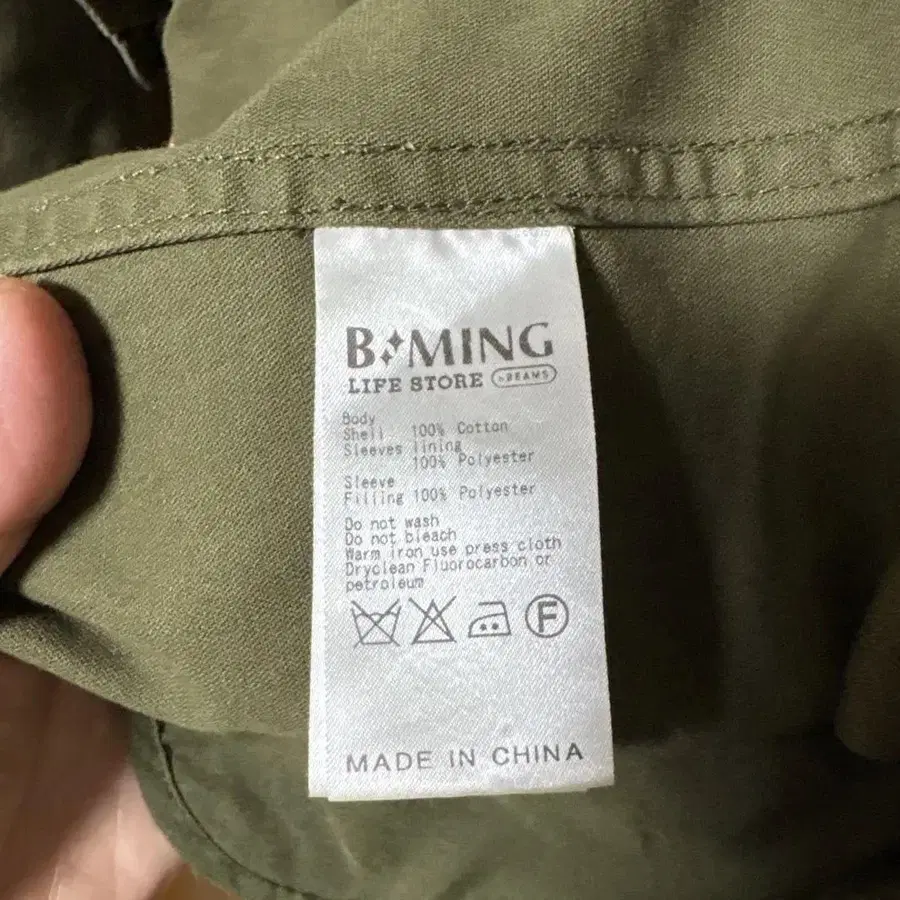 B MING
LIFE STORE BEAMS
Body
Shell 100% Cotton
Sleeves lining
100% Polyester
Sleeve
Filling 100% Polyester
Do not wash
Do not bleach
Warm iron use press cloth
Dryclean Fluorocarbon or
petroleum
F
MADE IN CHINA